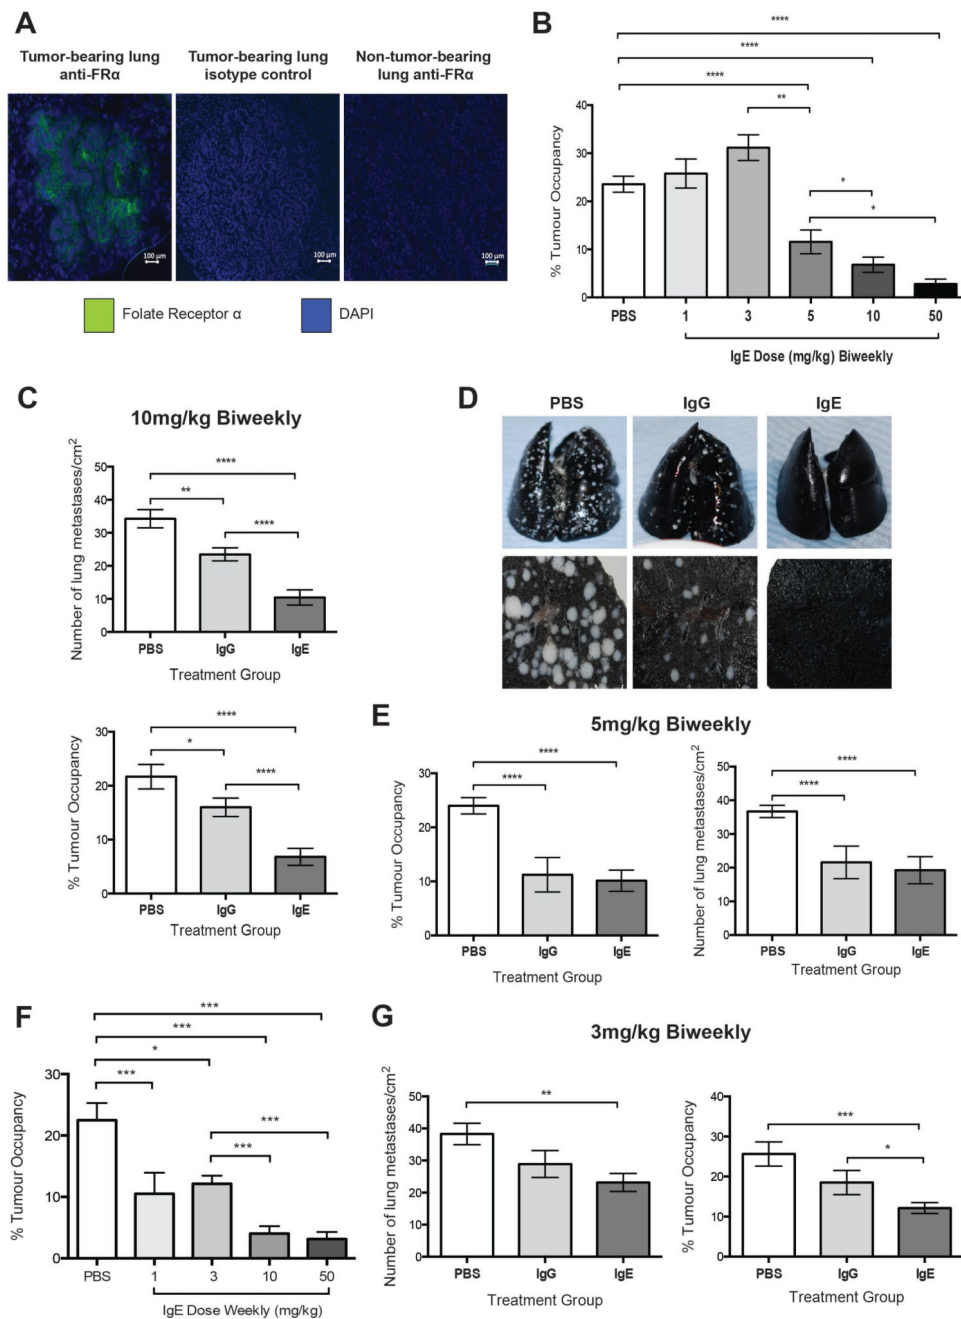 A
Tumor-bearing lung
anti-FRα
Tumor-bearing lung
isotype control
Non-tumor-bearing
lung anti-FRα
100 µm
100 µm
100 µm
Folate Receptor α
DAPI
B
****
****
****
**
*
*
% Tumour Occupancy
40
30
20
10
0
PBS
1
3
5
10
50
IgE Dose (mg/kg) Biweekly
C
10mg/kg Biweekly
Number of lung metastases/cm²
50
40
30
20
10
0
****
**
****
PBS
IgG
IgE
Treatment Group
% Tumour Occupancy
30
20
10
0
****
*
****
PBS
IgG
IgE
Treatment Group
D
PBS
IgG
IgE
E
5mg/kg Biweekly
% Tumour Occupancy
30
20
10
0
****
****
PBS
IgG
IgE
Treatment Group
Number of lung metastases/cm²
50
40
30
20
10
0
****
****
PBS
IgG
IgE
Treatment Group
F
***
***
*
***
***
***
% Tumour Occupancy
30
20
10
0
PBS
1
3
10
50
IgE Dose Weekly (mg/kg)
G
3mg/kg Biweekly
Number of lung metastases/cm²
50
40
30
20
10
0
**
PBS
IgG
IgE
Treatment Group
% Tumour Occupancy
40
30
20
10
0
***
*
PBS
IgG
IgE
Treatment Group